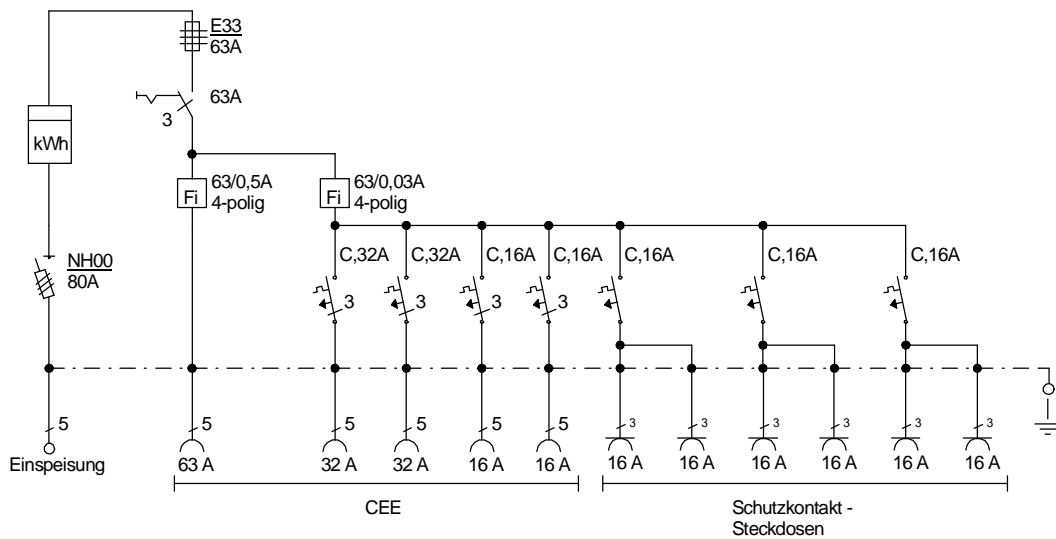 E33
63A
63A
3
kWh
63/0,5A
4-polig
Fi
63/0,03A
4-polig
Fi
C,32A
C,32A
C,16A
C,16A
C,16A
C,16A
C,16A
NH00
80A
3
3
3
3
5
5
5
5
5
5
3
3
3
3
3
3
Einspeisung
63 A
32 A
32 A
16 A
16 A
16 A
16 A
16 A
16 A
16 A
16 A
CEE
Schutzkontakt -
Steckdosen